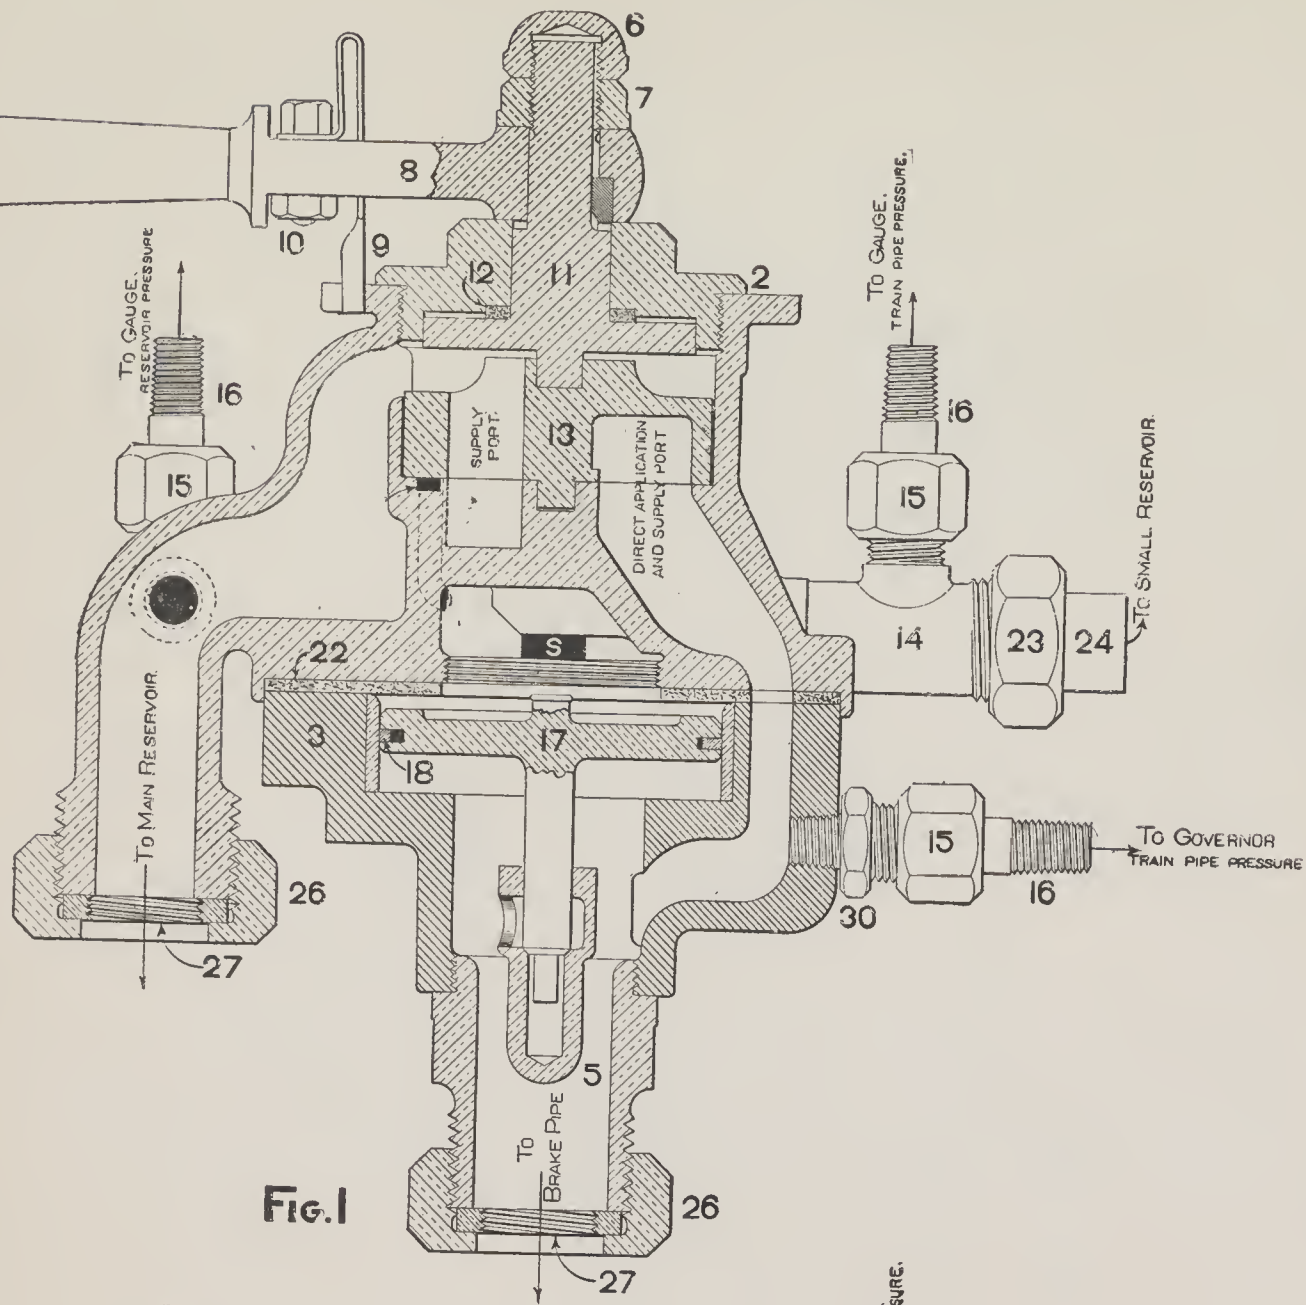 6
7
8
10
9
12
11
2
TO GAUGE.
RESERVOIR PRESSURE
16
15
TO GAUGE.
TRAIN PIPE PRESSURE.
16
15
SUPPLY
PORT.
13
DIRECT APPLICATION
AND SUPPLY PORT
TO SMALL RESERVOIR.
14
23
24
S
22
3
17
18
TO MAIN RESERVOIR.
15
16
30
TO GOVERNOR
TRAIN PIPE PRESSURE
26
27
5
TO
BRAKE PIPE
26
27
FIG.1